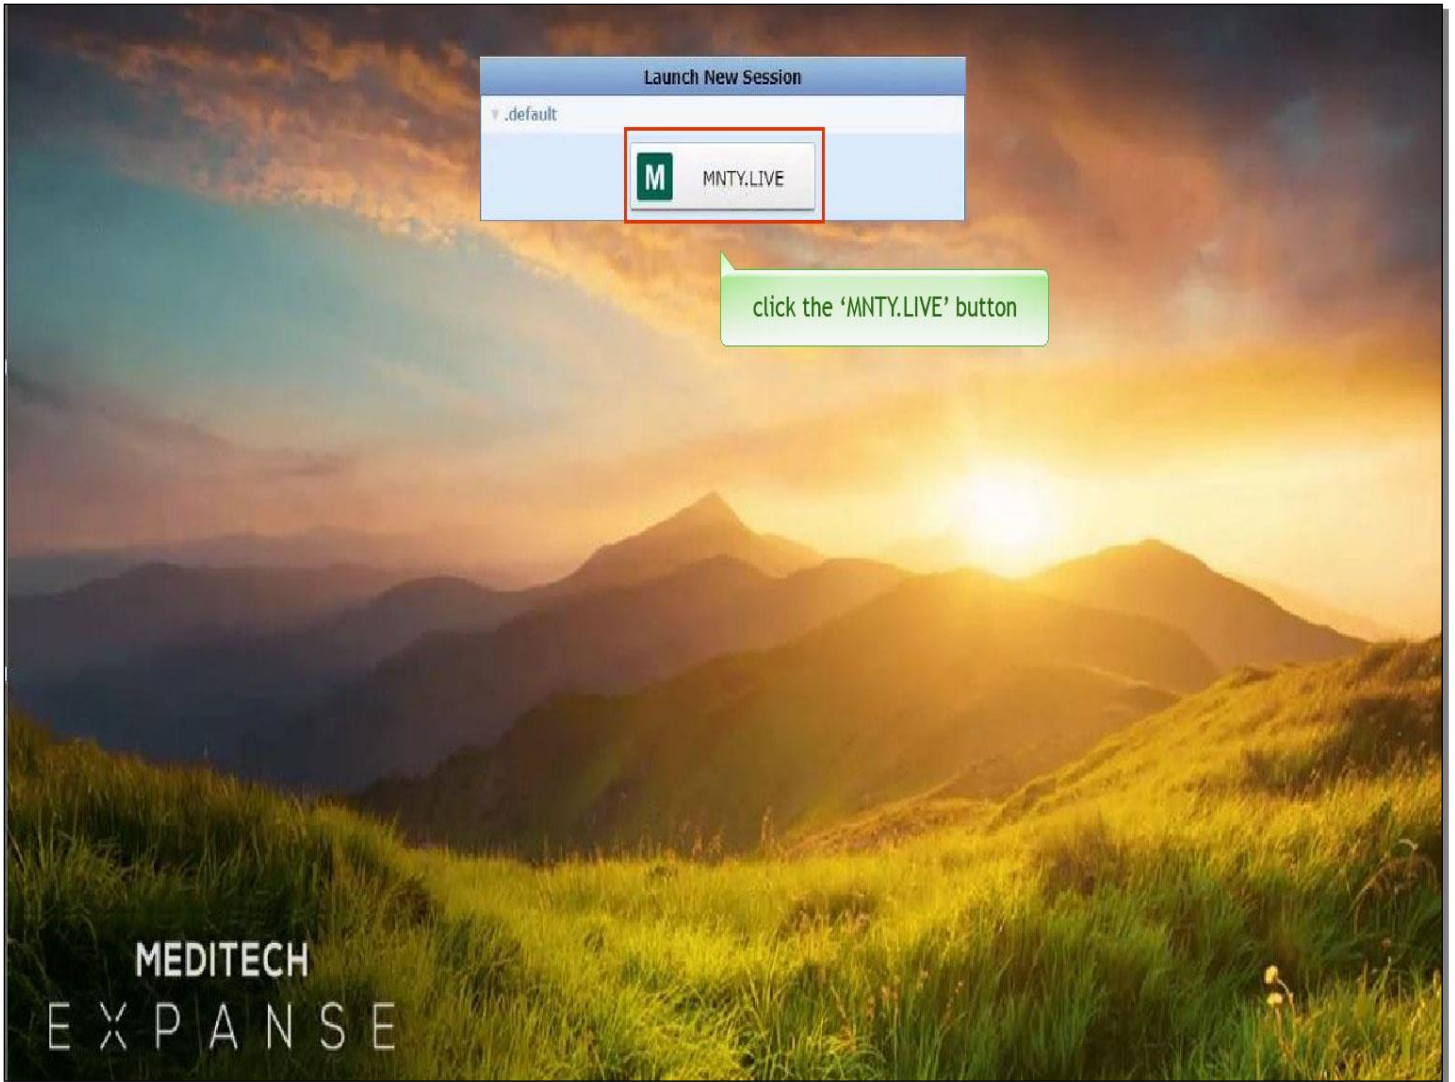 Launch New Session
.default
M MNTY.LIVE
click the ‘MNTY.LIVE’ button
MEDITECH
EXPANSE